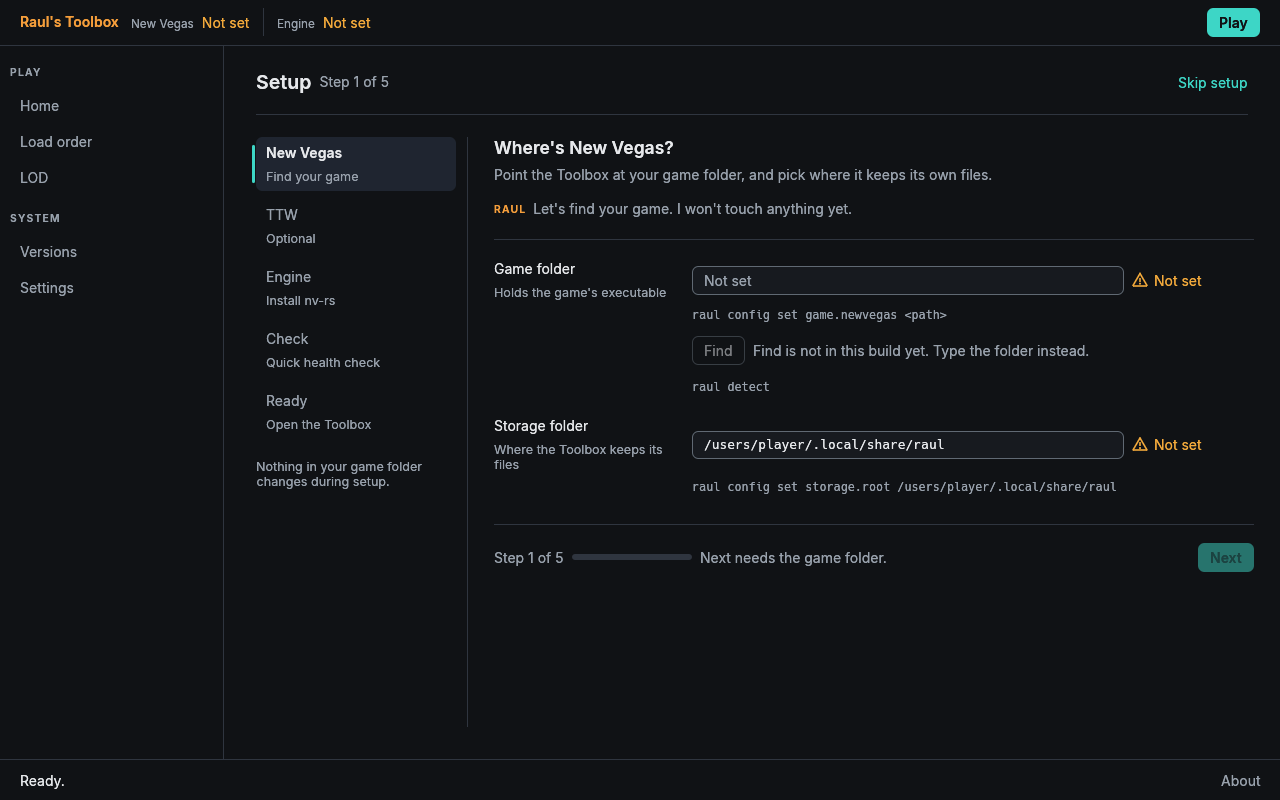 Raul's Toolbox New Vegas Not set Engine Not set Play
PLAY
Home
Load order
LOD
SYSTEM
Versions
Settings
Setup Step 1 of 5 Skip setup
New Vegas
Find your game
TTW
Optional
Engine
Install nv-rs
Check
Quick health check
Ready
Open the Toolbox
Nothing in your game folder
changes during setup.
Where's New Vegas?
Point the Toolbox at your game folder, and pick where it keeps its own files.
RAUL Let's find your game. I won't touch anything yet.
Game folder
Holds the game's executable
Not set Not set
raul config set game.newvegas <path>
Find Find is not in this build yet. Type the folder instead.
raul detect
Storage folder
Where the Toolbox keeps its
files
/users/player/.local/share/raul Not set
raul config set storage.root /users/player/.local/share/raul
Step 1 of 5 Next needs the game folder. Next
Ready. About